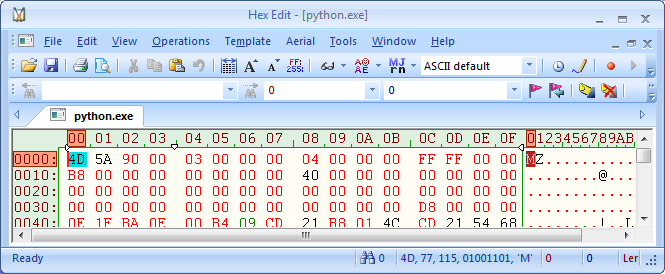 Hex Edit - [python.exe]
File Edit View Operations Template Aerial Tools Window Help
ASCII default
0 0
python.exe
00 01 02 03 04 05 06 07 08 09 0A 0B 0C 0D 0E 0F 0123456789AB
0000: 4D 5A 90 00 03 00 00 00 04 00 00 00 FF FF 00 00 MZ..........
0010: B8 00 00 00 00 00 00 00 40 00 00 00 00 00 00 00 ........@...
0020: 00 00 00 00 00 00 00 00 00 00 00 00 00 00 00 00 ............
0030: 00 00 00 00 00 00 00 00 00 00 00 00 D8 00 00 00 ............
0040: 0E 1F BA 0E 00 B4 09 CD 21 B8 01 4C CD 21 54 68 ........!..L
Ready 0 4D, 77, 115, 01001101, 'M' 0 0 Ler